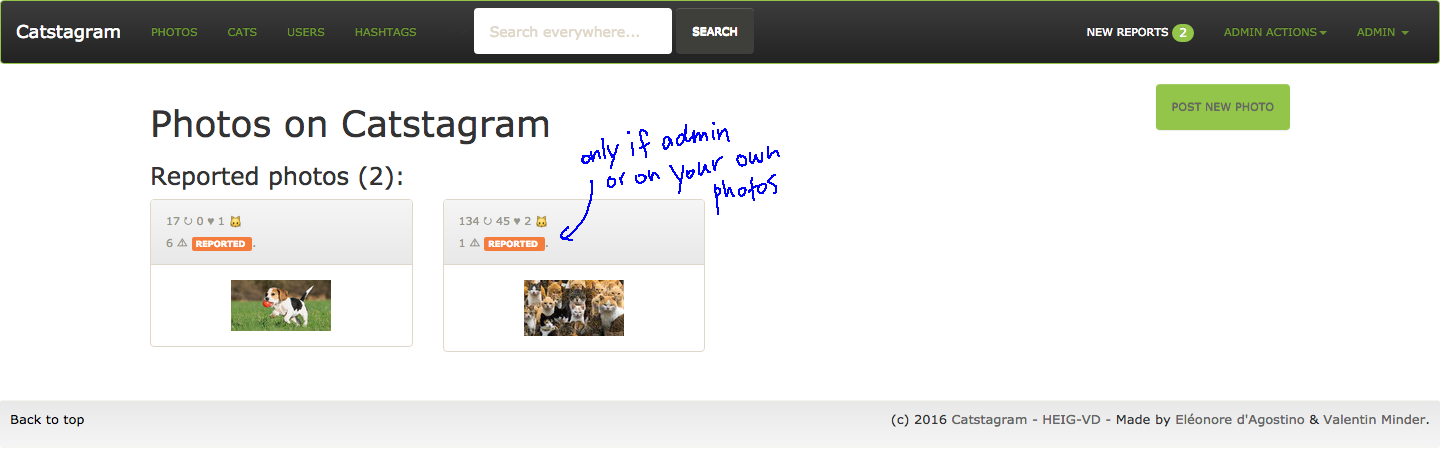 Catstagram PHOTOS CATS USERS HASHTAGS Search everywhere... SEARCH NEW REPORTS 2 ADMIN ACTIONS ADMIN
POST NEW PHOTO
Photos on Catstagram
only if admin
or on your own
photos
Reported photos (2):
17 ↻ 0 ♥ 1 🐱
6 ⚠ REPORTED.
134 ↻ 45 ♥ 2 🐱
1 ⚠ REPORTED.
Back to top
(c) 2016 Catstagram - HEIG-VD - Made by Eléonore d'Agostino & Valentin Minder.